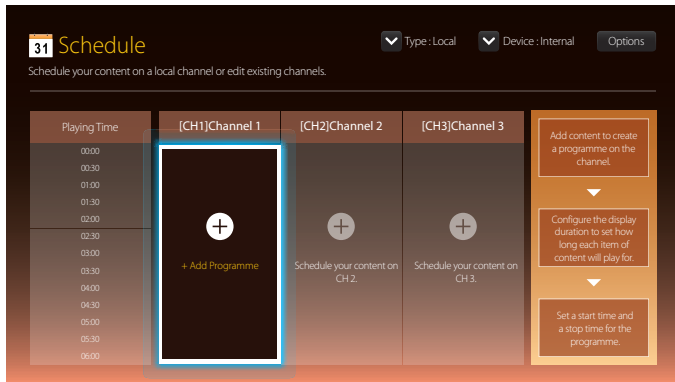 31 Schedule
Type : Local
Device : Internal
Options
Schedule your content on a local channel or edit existing channels.
Playing Time
[CH1]Channel 1
[CH2]Channel 2
[CH3]Channel 3
00:00
00:30
01:00
01:30
02:00
02:30
03:00
03:30
04:00
04:30
05:00
05:30
06:00
+ Add Programme
Schedule your content on
CH 2.
Schedule your content on
CH 3.
Add content to create
a programme on the
channel.
Configure the display
duration to set how
long each item of
content will play for.
Set a start time and
a stop time for the
programme.